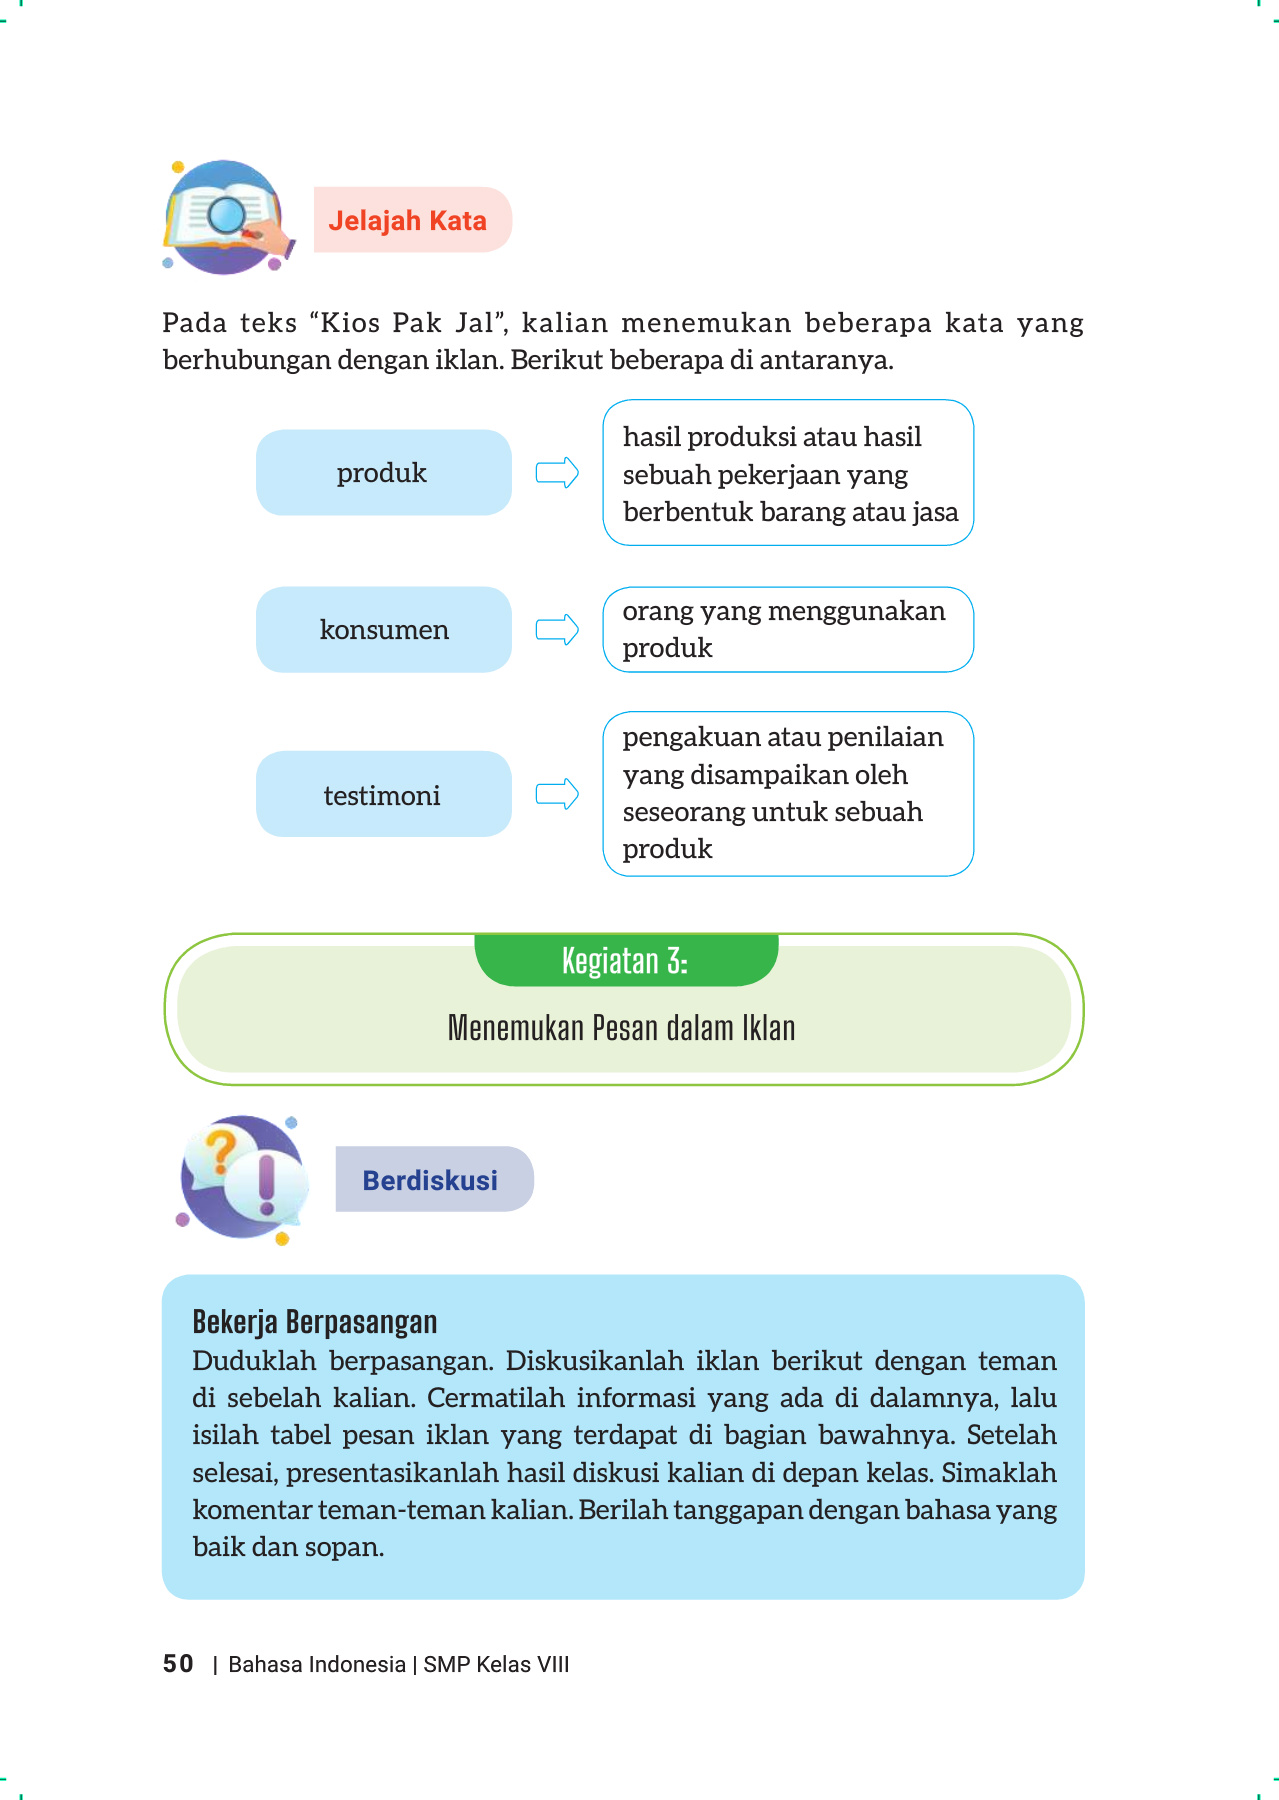 Jelajah Kata
Pada teks “Kios Pak Jal”, kalian menemukan beberapa kata yang
berhubungan dengan iklan. Berikut beberapa di antaranya.
produk
hasil produksi atau hasil
sebuah pekerjaan yang
berbentuk barang atau jasa
konsumen
orang yang menggunakan
produk
testimoni
pengakuan atau penilaian
yang disampaikan oleh
seseorang untuk sebuah
produk
Kegiatan 3:
Menemukan Pesan dalam Iklan
Berdiskusi
Bekerja Berpasangan
Duduklah berpasangan. Diskusikanlah iklan berikut dengan teman
di sebelah kalian. Cermatilah informasi yang ada di dalamnya, lalu
isilah tabel pesan iklan yang terdapat di bagian bawahnya. Setelah
selesai, presentasikanlah hasil diskusi kalian di depan kelas. Simaklah
komentar teman-teman kalian. Berilah tanggapan dengan bahasa yang
baik dan sopan.
50 | Bahasa Indonesia | SMP Kelas VIII